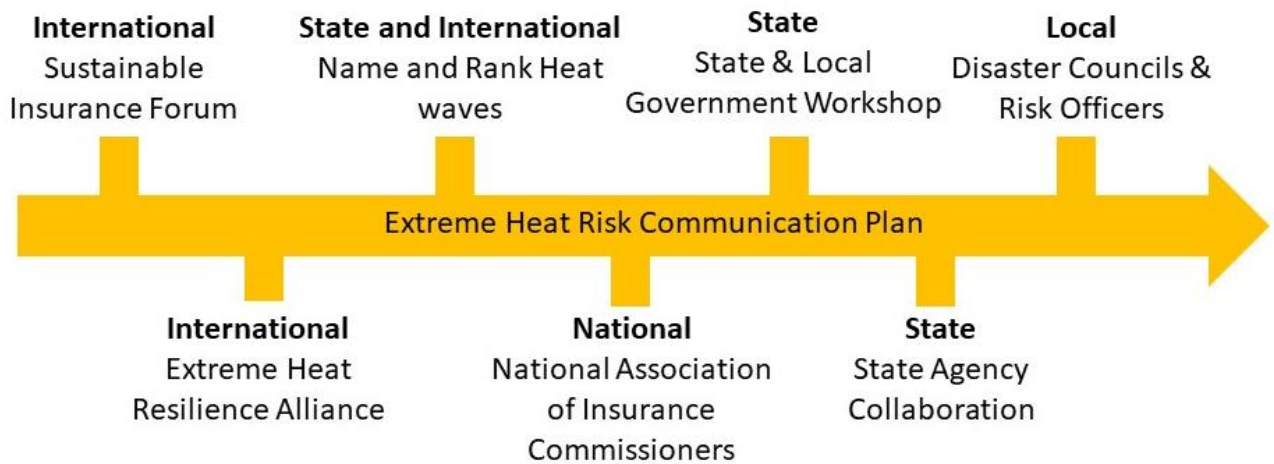 International
Sustainable
Insurance Forum
State and International
Name and Rank Heat
waves
State
State & Local
Government Workshop
Local
Disaster Councils &
Risk Officers
Extreme Heat Risk Communication Plan
International
Extreme Heat
Resilience Alliance
National
National Association
of Insurance
Commissioners
State
State Agency
Collaboration